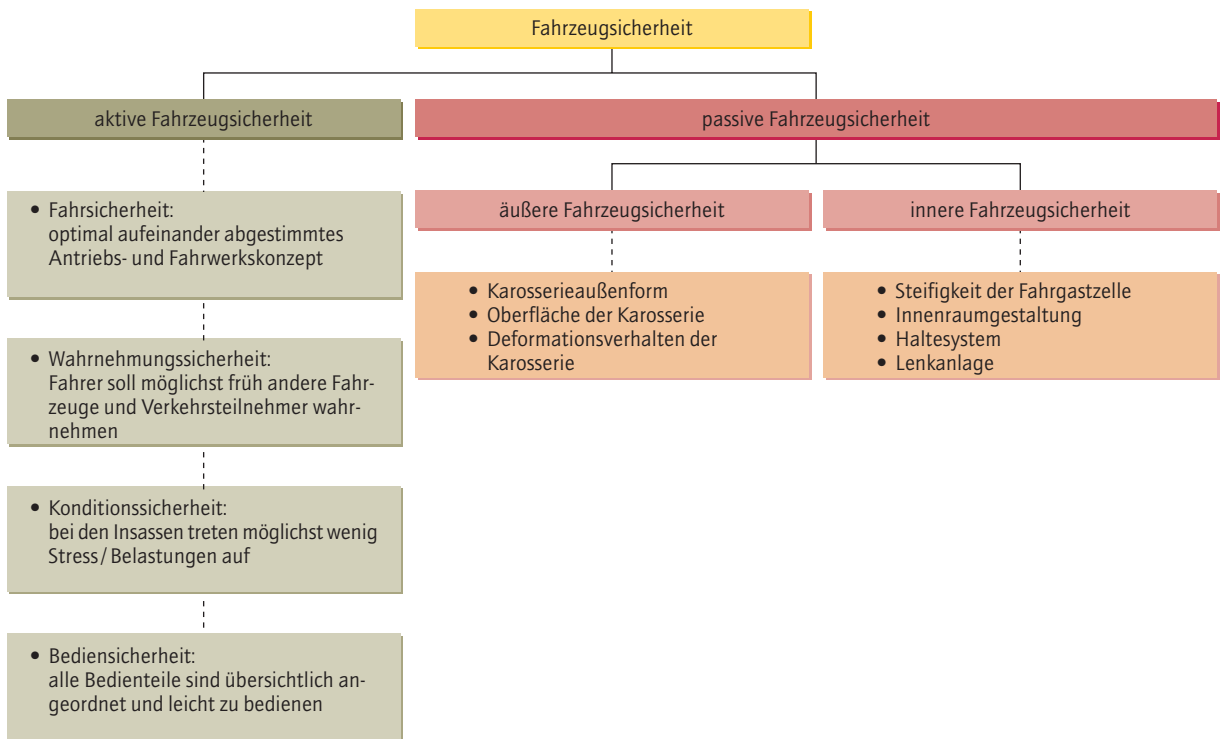 Fahrzeugsicherheit
aktive Fahrzeugsicherheit
• Fahrsicherheit:
optimal aufeinander abgestimmtes
Antriebs- und Fahrwerkskonzept
• Wahrnehmungssicherheit:
Fahrer soll möglichst früh andere Fahr-
zeuge und Verkehrsteilnehmer wahr-
nehmen
• Konditionssicherheit:
bei den Insassen treten möglichst wenig
Stress/Belastungen auf
• Bediensicherheit:
alle Bedienteile sind übersichtlich an-
geordnet und leicht zu bedienen
passive Fahrzeugsicherheit
äußere Fahrzeugsicherheit
• Karosserieaußenform
• Oberfläche der Karosserie
• Deformationsverhalten der
Karosserie
innere Fahrzeugsicherheit
• Steifigkeit der Fahrgastzelle
• Innenraumgestaltung
• Haltesystem
• Lenkanlage